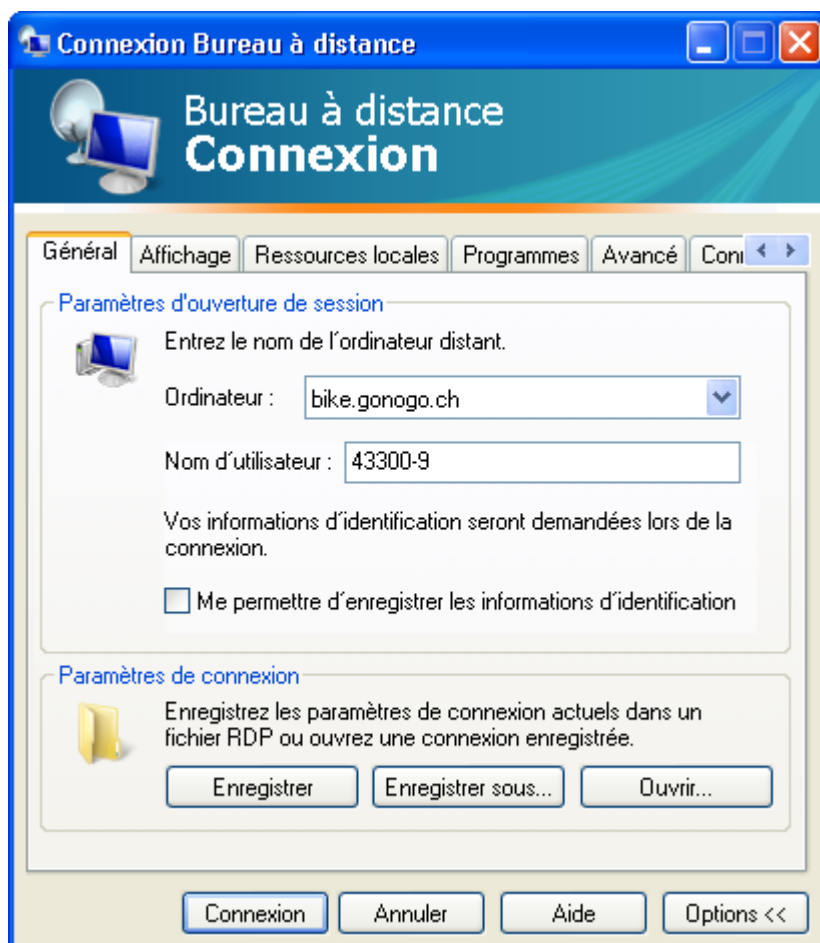 Connexion Bureau à distance
Bureau à distance
Connexion
Général Affichage Ressources locales Programmes Avancé
Paramètres d'ouverture de session
Entrez le nom de l'ordinateur distant.
Ordinateur : bike.gonogo.ch
Nom d'utilisateur : 43300-9
Vos informations d'identification seront demandées lors de la
connexion.
Me permettre d'enregistrer les informations d'identification
Paramètres de connexion
Enregistrez les paramètres de connexion actuels dans un
fichier RDP ou ouvrez une connexion enregistrée.
Enregistrer Enregistrer sous... Ouvrir...
Connexion Annuler Aide Options <<